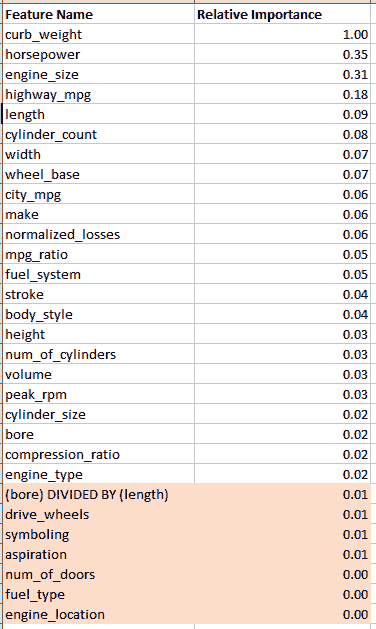 Feature Name Relative Importance
curb_weight 1.00
horsepower 0.35
engine_size 0.31
highway_mpg 0.18
length 0.09
cylinder_count 0.08
width 0.07
wheel_base 0.07
city_mpg 0.06
make 0.06
normalized_losses 0.06
mpg_ratio 0.05
fuel_system 0.05
stroke 0.04
body_style 0.04
height 0.03
num_of_cylinders 0.03
volume 0.03
peak_rpm 0.03
cylinder_size 0.02
bore 0.02
compression_ratio 0.02
engine_type 0.02
(bore) DIVIDED BY (length) 0.01
drive_wheels 0.01
symboling 0.01
aspiration 0.01
num_of_doors 0.00
fuel_type 0.00
engine_location 0.00